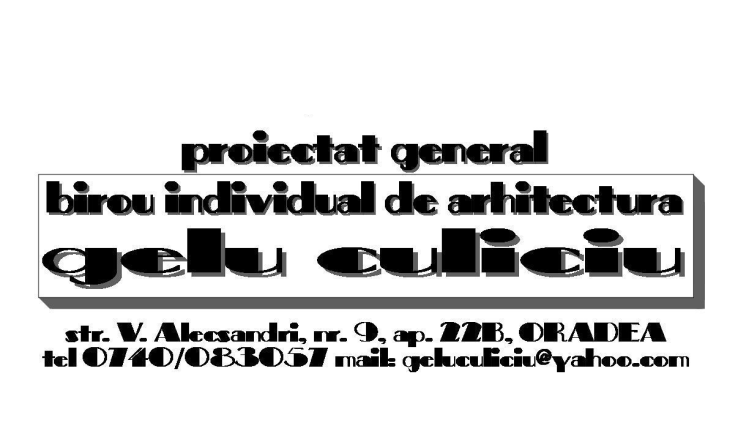 proiectat general
birou individual de arhitectura
gelu culiciu
str. V. Alecsandri, nr. 9, ap. 22B, ORADEA
tel 0740/083057 mail: geluculiciu@yahoo.com